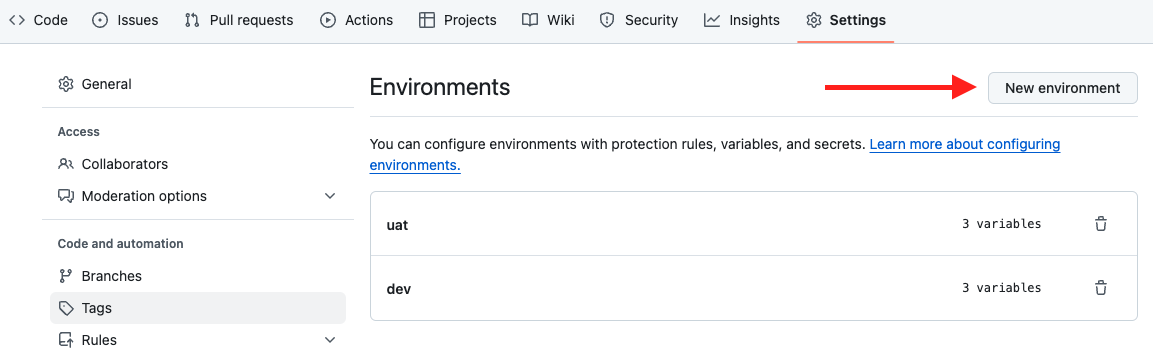 Code Issues Pull requests Actions Projects Wiki Security Insights Settings
General
Access
Collaborators
Moderation options
Code and automation
Branches
Tags
Rules
Environments
New environment
You can configure environments with protection rules, variables, and secrets. Learn more about configuring
environments.
uat 3 variables
dev 3 variables